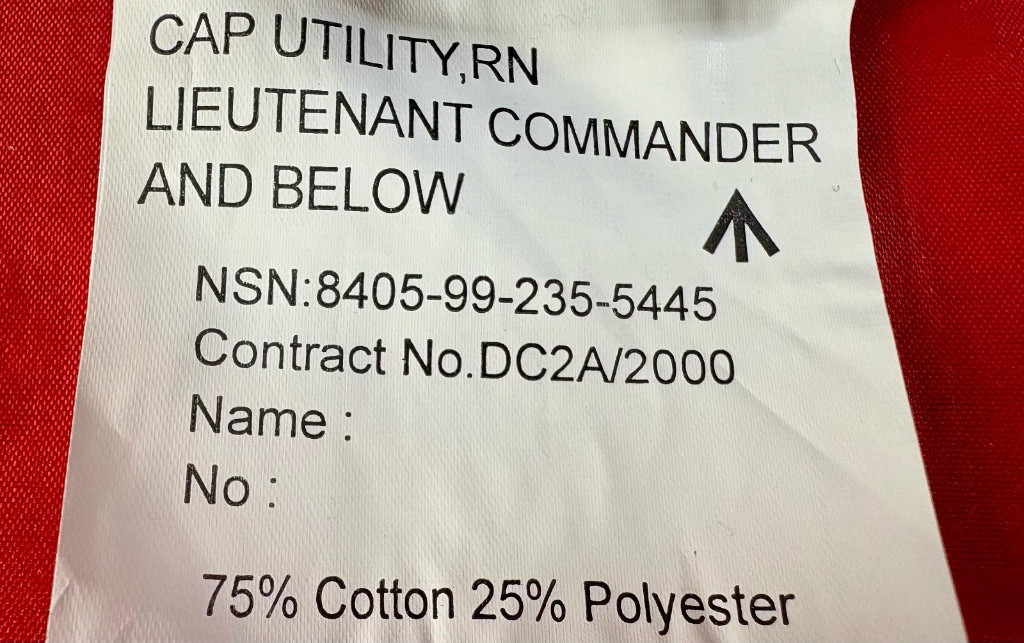 CAP UTILITY,RN
LIEUTENANT COMMANDER
AND BELOW
NSN:8405-99-235-5445
Contract No.DC2A/2000
Name :
No :
75% Cotton 25% Polyester